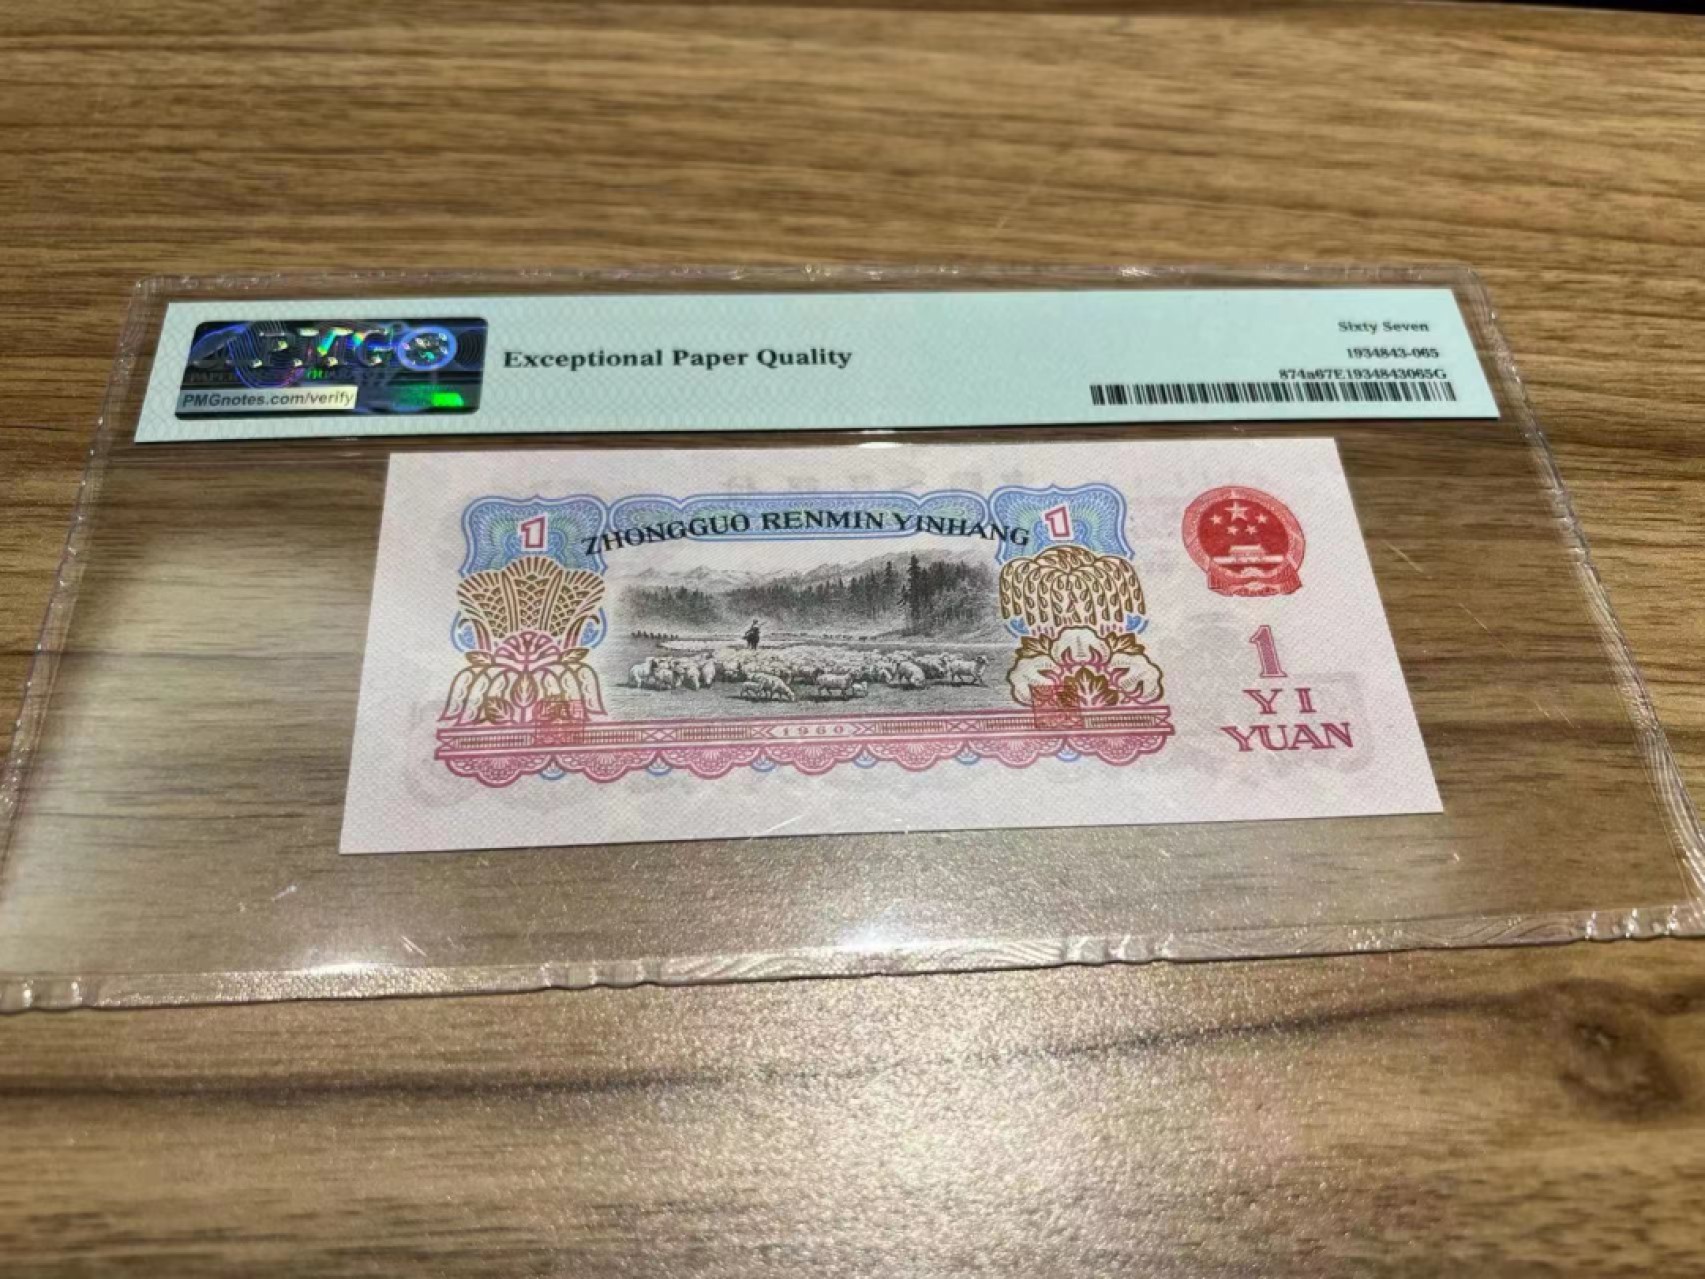 PMG
PMGnotes.com/verify
Exceptional Paper Quality
Sixty Seven
1934843-065
874a67E1934843065G
1
ZHONGGUO RENMIN YINHANG
1
1
YI
YUAN
1960